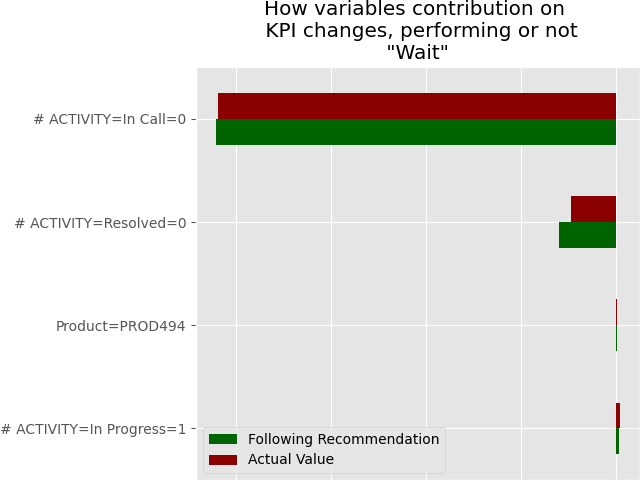 How variables contribution on
KPI changes, performing or not
"Wait"
# ACTIVITY=In Call=0
# ACTIVITY=Resolved=0
Product=PROD494
# ACTIVITY=In Progress=1
Following Recommendation
Actual Value